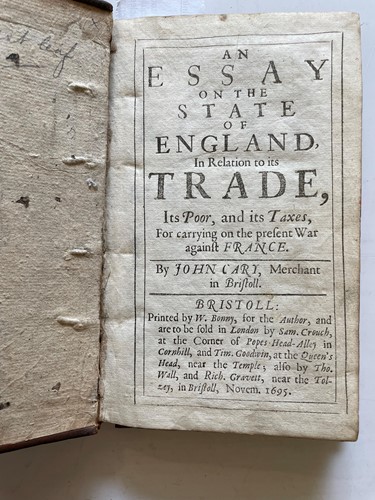 leaf
AN
ESSAY
ON THE
STATE
OF
ENGLAND,
In Relation to its
TRADE,
Its Poor, and its Taxes,
For carrying on the present War
against FRANCE.
By JOHN CARY, Merchant
in Bristoll.
BRISTOLL:
Printed by W. Bonny, for the Author, and
are to be sold in London by Sam. Crouch,
at the Corner of Popes-Head-Alley in
Cornhill, and Tim. Goodwin, at the Queen's
Head, near the Temple; also by Tho.
Wall, and Rich. Gravett, near the Tol-
zey, in Bristoll, Novem. 1695.